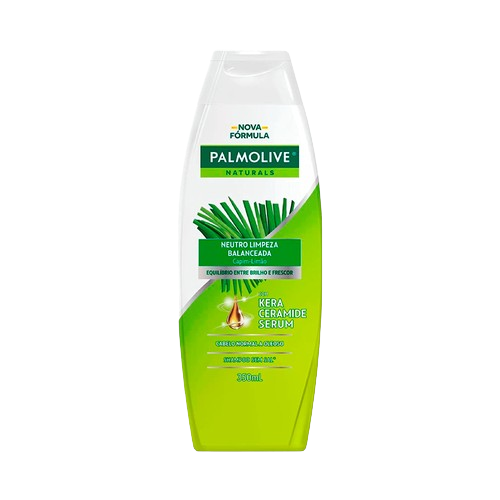 NOVA
FÓRMULA
PALMOLIVE®
NATURALS
NEUTRO LIMPEZA
BALANCEADA
Capim-Limão
EQUILÍBRIO ENTRE BRILHO E FRESCOR
COM
KERA
CERAMIDE
SERUM
CABELO NORMAL A OLEOSO
SHAMPOO SEM SAL*
350mL